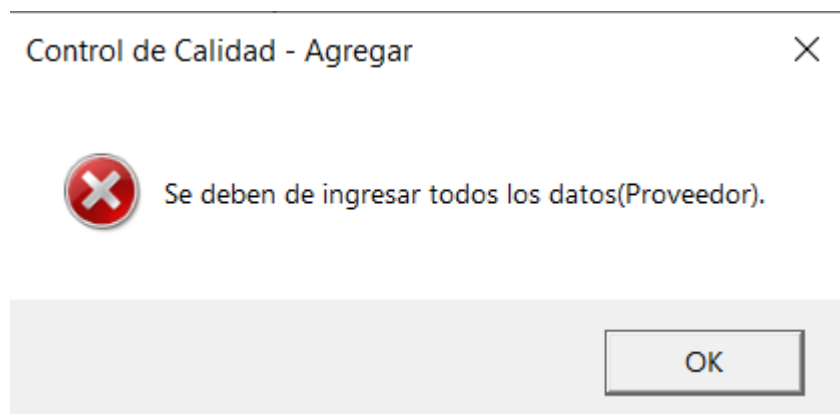 Control de Calidad - Agregar
Se deben de ingresar todos los datos(Proveedor).
OK